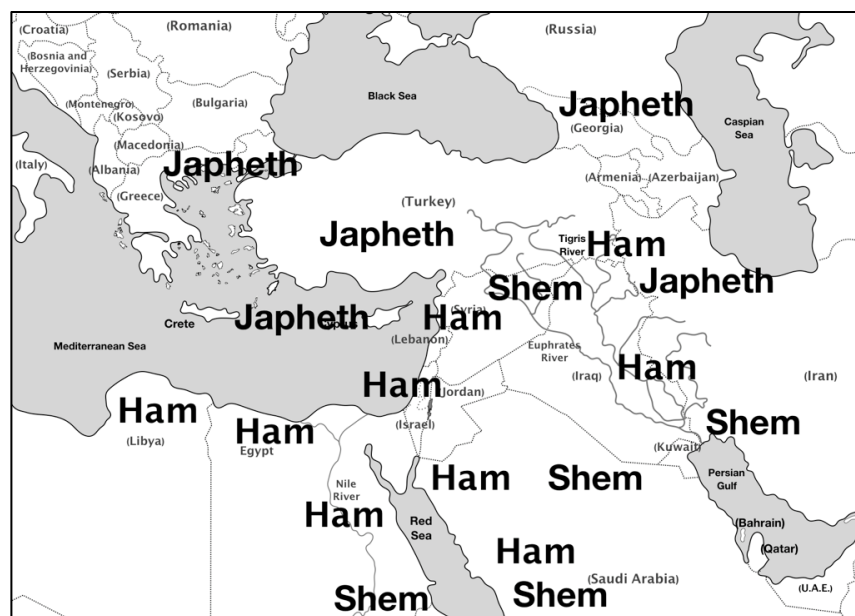 (Croatia)
(Romania)
(Russia)
(Bosnia and
Herzegovinia)
(Serbia)
Black Sea
Japheth
Caspian
Sea
(Montenegro)
(Kosovo)
(Bulgaria)
(Georgia)
(Macedonia)
(Italy)
(Albania)
Japheth
(Armenia)
(Azerbaijan)
(Greece)
(Turkey)
Japheth
Tigris
River
Ham
Japheth
Shem
(Syria)
Crete
Japheth
Ham
Mediterranean Sea
(Lebanon)
Euphrates
River
(Iraq)
Ham
(Iran)
Ham
(Jordan)
Ham
(Libya)
Ham
Egypt
(Israel)
Shem
(Kuwait)
Nile
River
Ham
Shem
Persian
Gulf
Ham
Red
Sea
(Bahrain)
(Qatar)
Ham
Shem
Shem
(Saudi Arabia)
(U.A.E.)